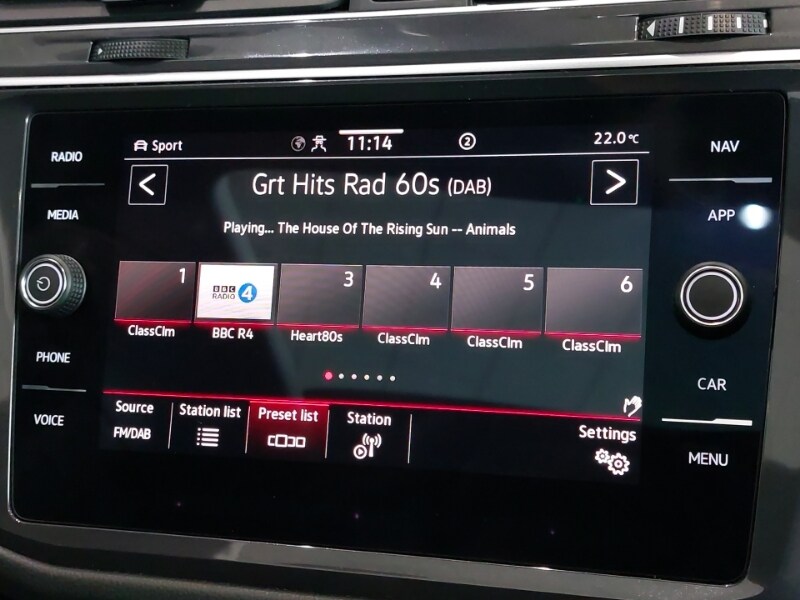 RADIO
MEDIA
PHONE
VOICE
Sport
11:14
2
22.0°C
< Grt Hits Rad 60s (DAB) >
Playing... The House Of The Rising Sun -- Animals
1
BBC RADIO 4
3
4
5
6
ClassClm
BBC R4
Heart80s
ClassClm
ClassClm
ClassClm
Source
FM/DAB
Station list
Preset list
Station
Settings
NAV
APP
CAR
MENU